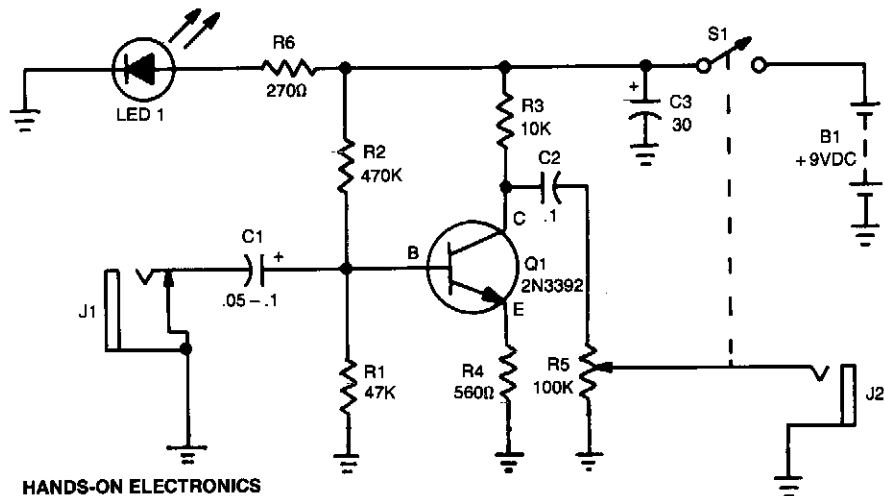 S1
R6
270Ω
LED 1
R3
10K
+
C3
30
B1
+9VDC
R2
470K
C2
.1
C
C1
+
.05 – .1
B
Q1
2N3392
E
J1
R1
47K
R4
560Ω
R5
100K
J2
HANDS-ON ELECTRONICS